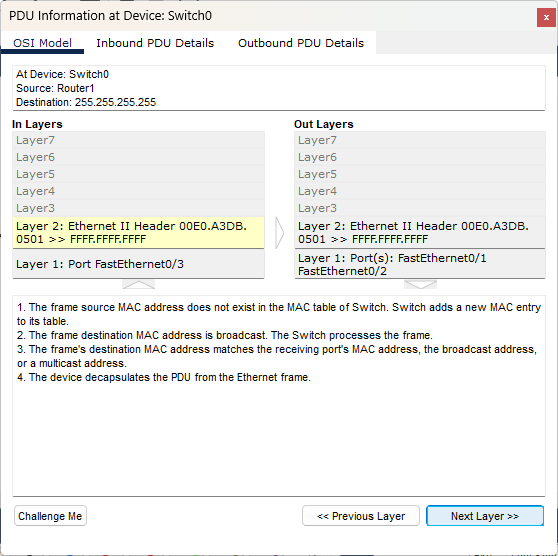 PDU Information at Device: Switch0
x
OSI Model
Inbound PDU Details
Outbound PDU Details
At Device: Switch0
Source: Router1
Destination: 255.255.255.255
In Layers
Layer7
Layer6
Layer5
Layer4
Layer3
Layer 2: Ethernet II Header 00E0.A3DB.
0501 >> FFFF.FFFF.FFFF
Layer 1: Port FastEthernet0/3
Out Layers
Layer7
Layer6
Layer5
Layer4
Layer3
Layer 2: Ethernet II Header 00E0.A3DB.
0501 >> FFFF.FFFF.FFFF
Layer 1: Port(s): FastEthernet0/1
FastEthernet0/2
1. The frame source MAC address does not exist in the MAC table of Switch. Switch adds a new MAC entry
to its table.
2. The frame destination MAC address is broadcast. The Switch processes the frame.
3. The frame's destination MAC address matches the receiving port's MAC address, the broadcast address,
or a multicast address.
4. The device decapsulates the PDU from the Ethernet frame.
Challenge Me
<< Previous Layer
Next Layer >>